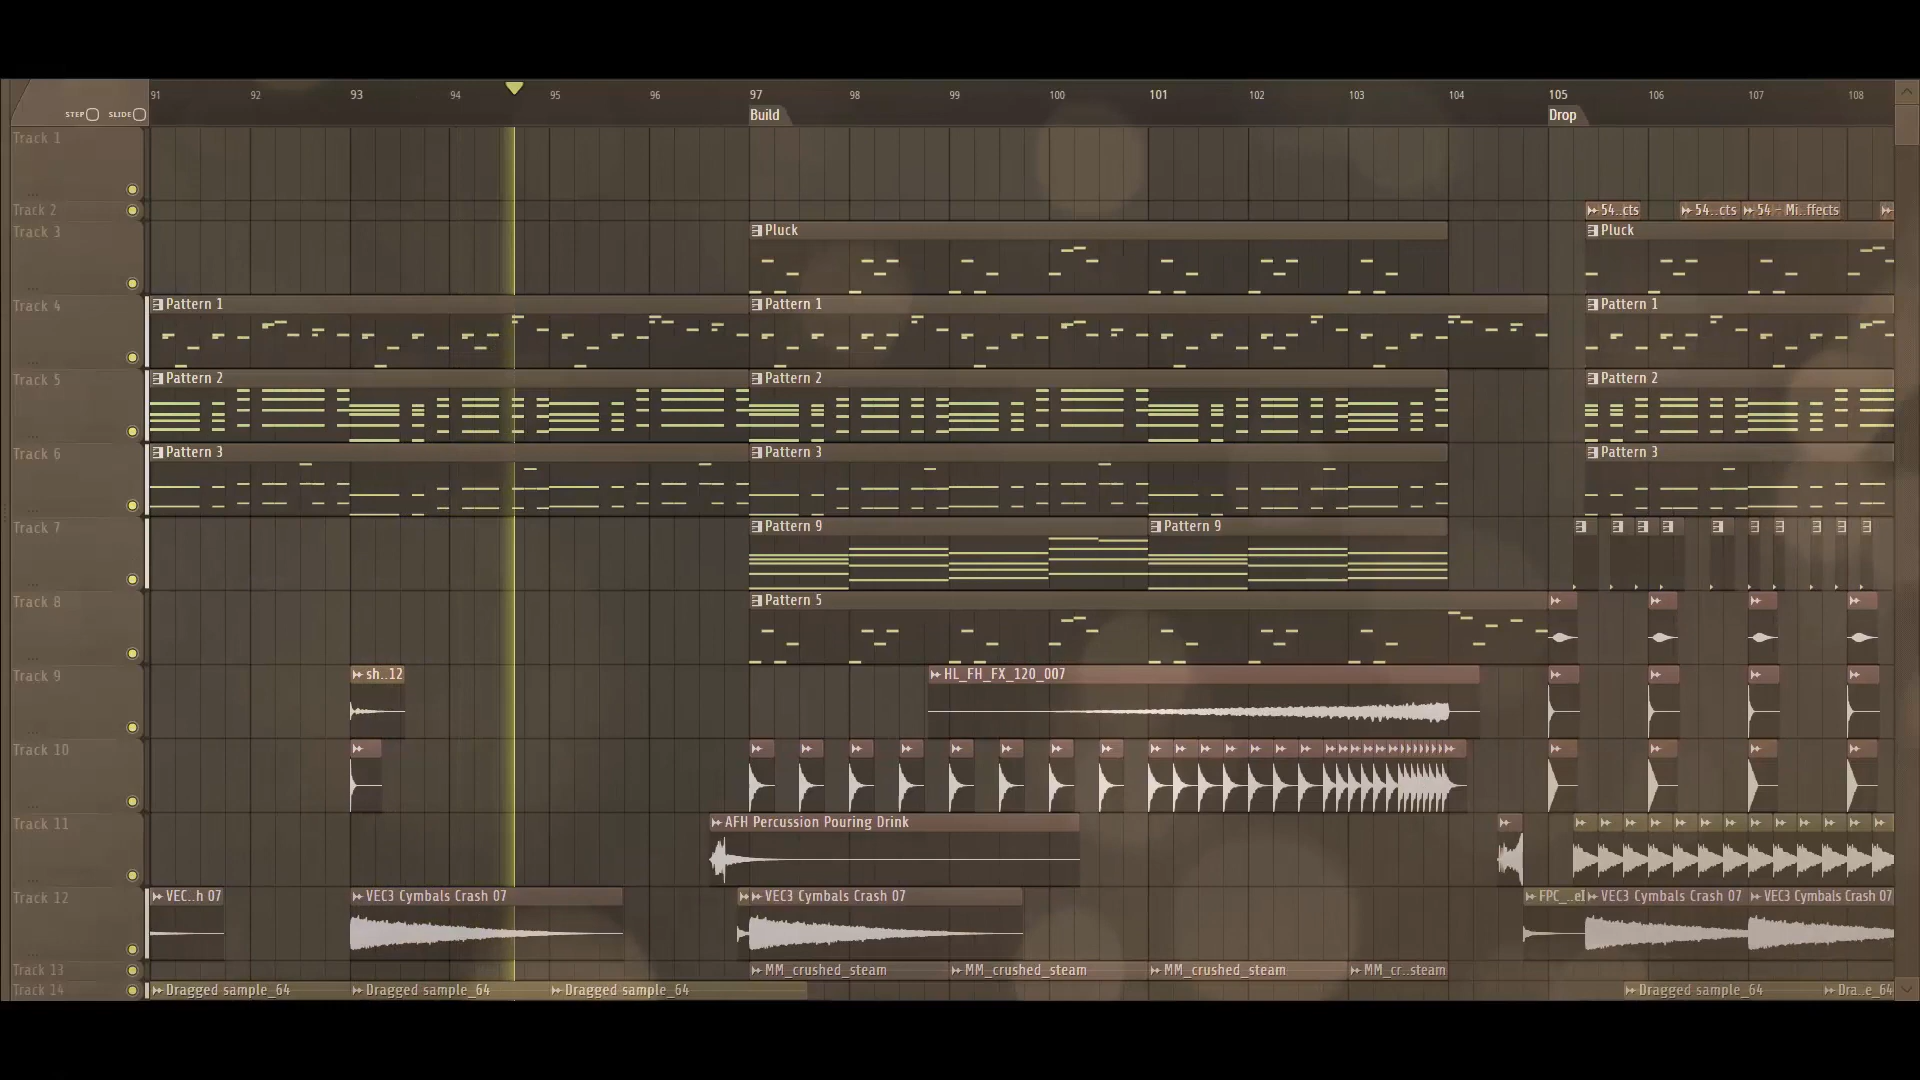 91 92 93 94 95 96 97 98 99 100 101 102 103 104 105 106 107 108
STEP SLIDE Build Drop
Track 1
...
Track 2 54..cts 54..cts 54 - Mi..ffects
Track 3 Pluck Pluck
...
Track 4 Pattern 1 Pattern 1 Pattern 1
...
Track 5 Pattern 2 Pattern 2 Pattern 2
...
Track 6 Pattern 3 Pattern 3 Pattern 3
...
Track 7 Pattern 9 Pattern 9
...
Track 8 Pattern 5
...
Track 9 sh..12 HL_FH_FX_120_007
...
Track 10
...
Track 11 AFH Percussion Pouring Drink
...
Track 12 VEC..h 07 VEC3 Cymbals Crash 07 VEC3 Cymbals Crash 07 VEC3 Cymbals Crash 07 VEC3 Cymbals Crash 07
...
Track 13 MM_crushed_steam MM_crushed_steam MM_crushed_steam MM_cr..steam
Track 14 Dragged sample_64 Dragged sample_64 Dragged sample_64 Dragged sample_64 Dra..e_64